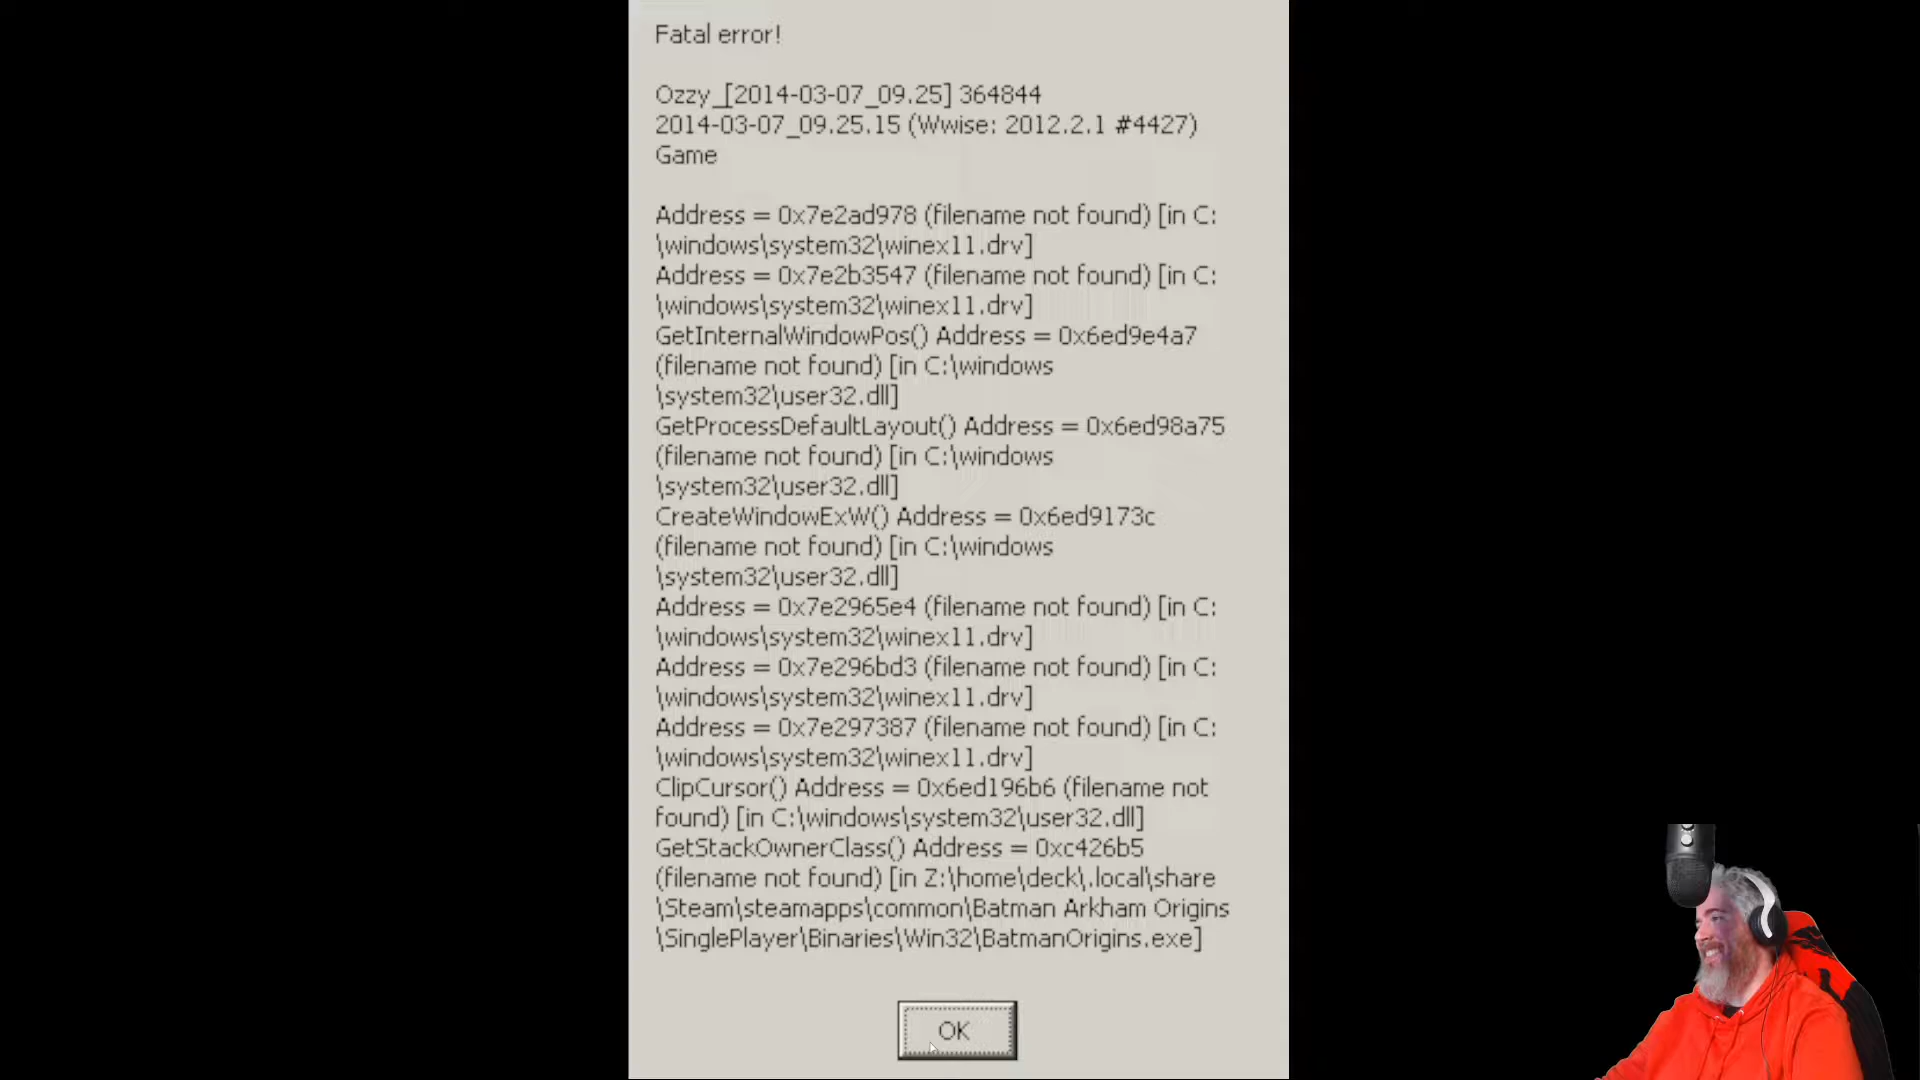 Fatal error!
Ozzy_[2014-03-07_09.25] 364844
2014-03-07_09.25.15 (Wwise: 2012.2.1 #4427)
Game
Address = 0x7e2ad978 (filename not found) [in C:
\windows\system32\winex11.drv]
Address = 0x7e2b3547 (filename not found) [in C:
\windows\system32\winex11.drv]
GetInternalWindowPos() Address = 0x6ed9e4a7
(filename not found) [in C:\windows
\system32\user32.dll]
GetProcessDefaultLayout() Address = 0x6ed98a75
(filename not found) [in C:\windows
\system32\user32.dll]
CreateWindowExW() Address = 0x6ed9173c
(filename not found) [in C:\windows
\system32\user32.dll]
Address = 0x7e2965e4 (filename not found) [in C:
\windows\system32\winex11.drv]
Address = 0x7e296bd3 (filename not found) [in C:
\windows\system32\winex11.drv]
Address = 0x7e297387 (filename not found) [in C:
\windows\system32\winex11.drv]
ClipCursor() Address = 0x6ed196b6 (filename not
found) [in C:\windows\system32\user32.dll]
GetStackOwnerClass() Address = 0xc426b5
(filename not found) [in Z:\home\deck\.local\share
\Steam\steamapps\common\Batman Arkham Origins
\SinglePlayer\Binaries\Win32\BatmanOrigins.exe]
OK